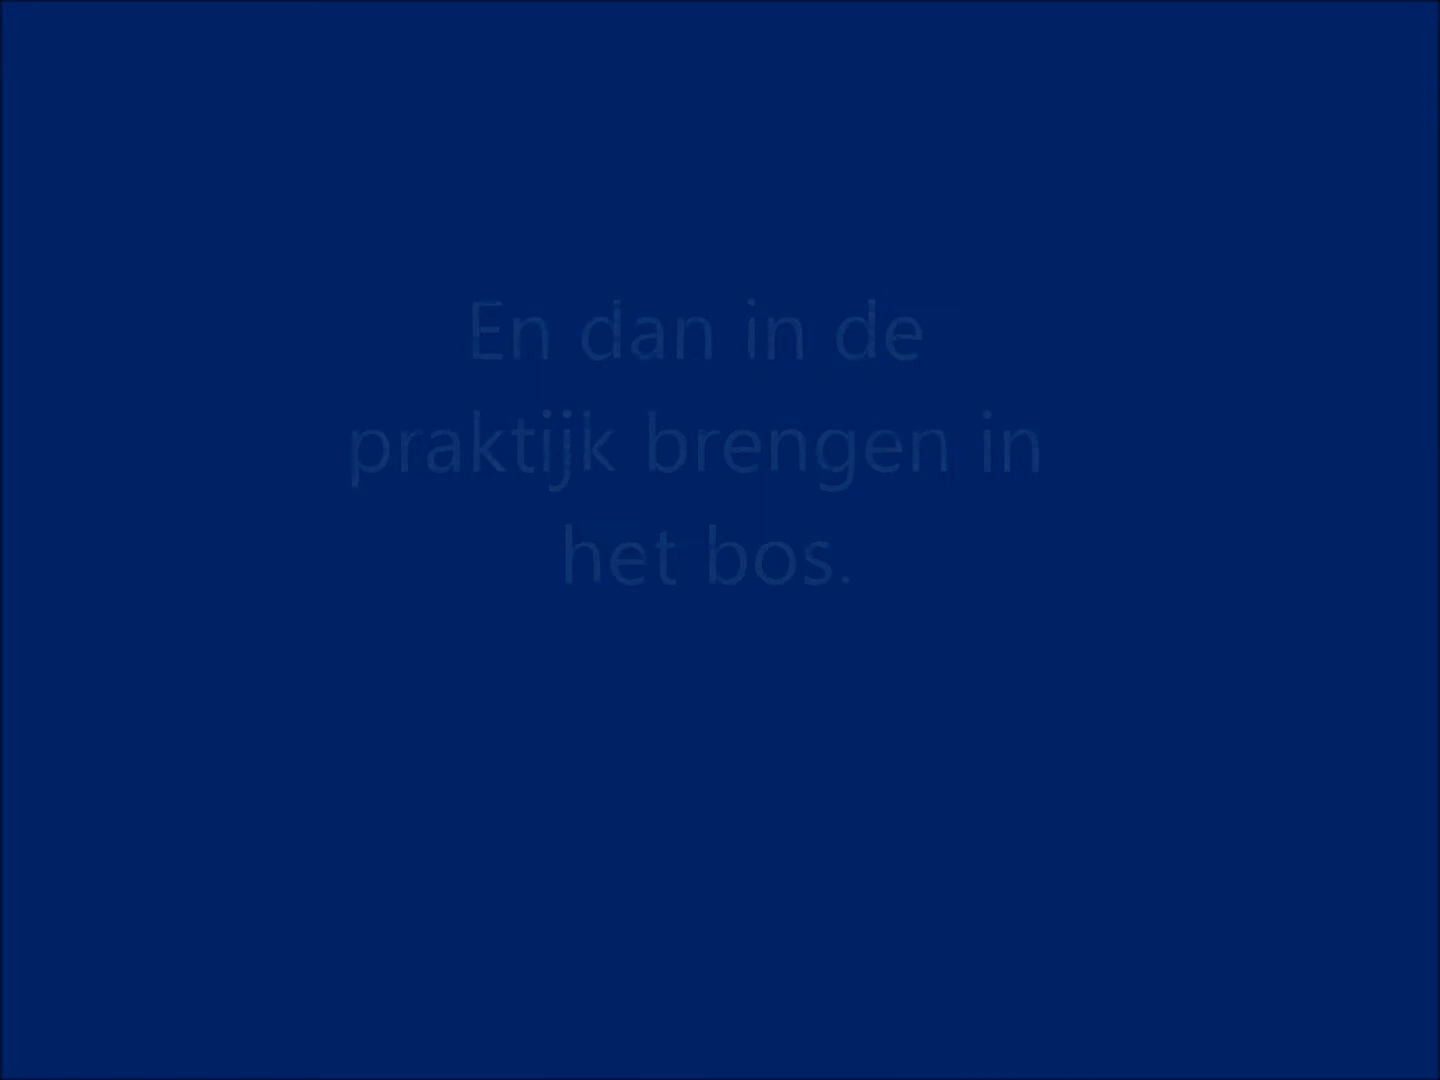 En dan in de
praktijk brengen in
het bos.